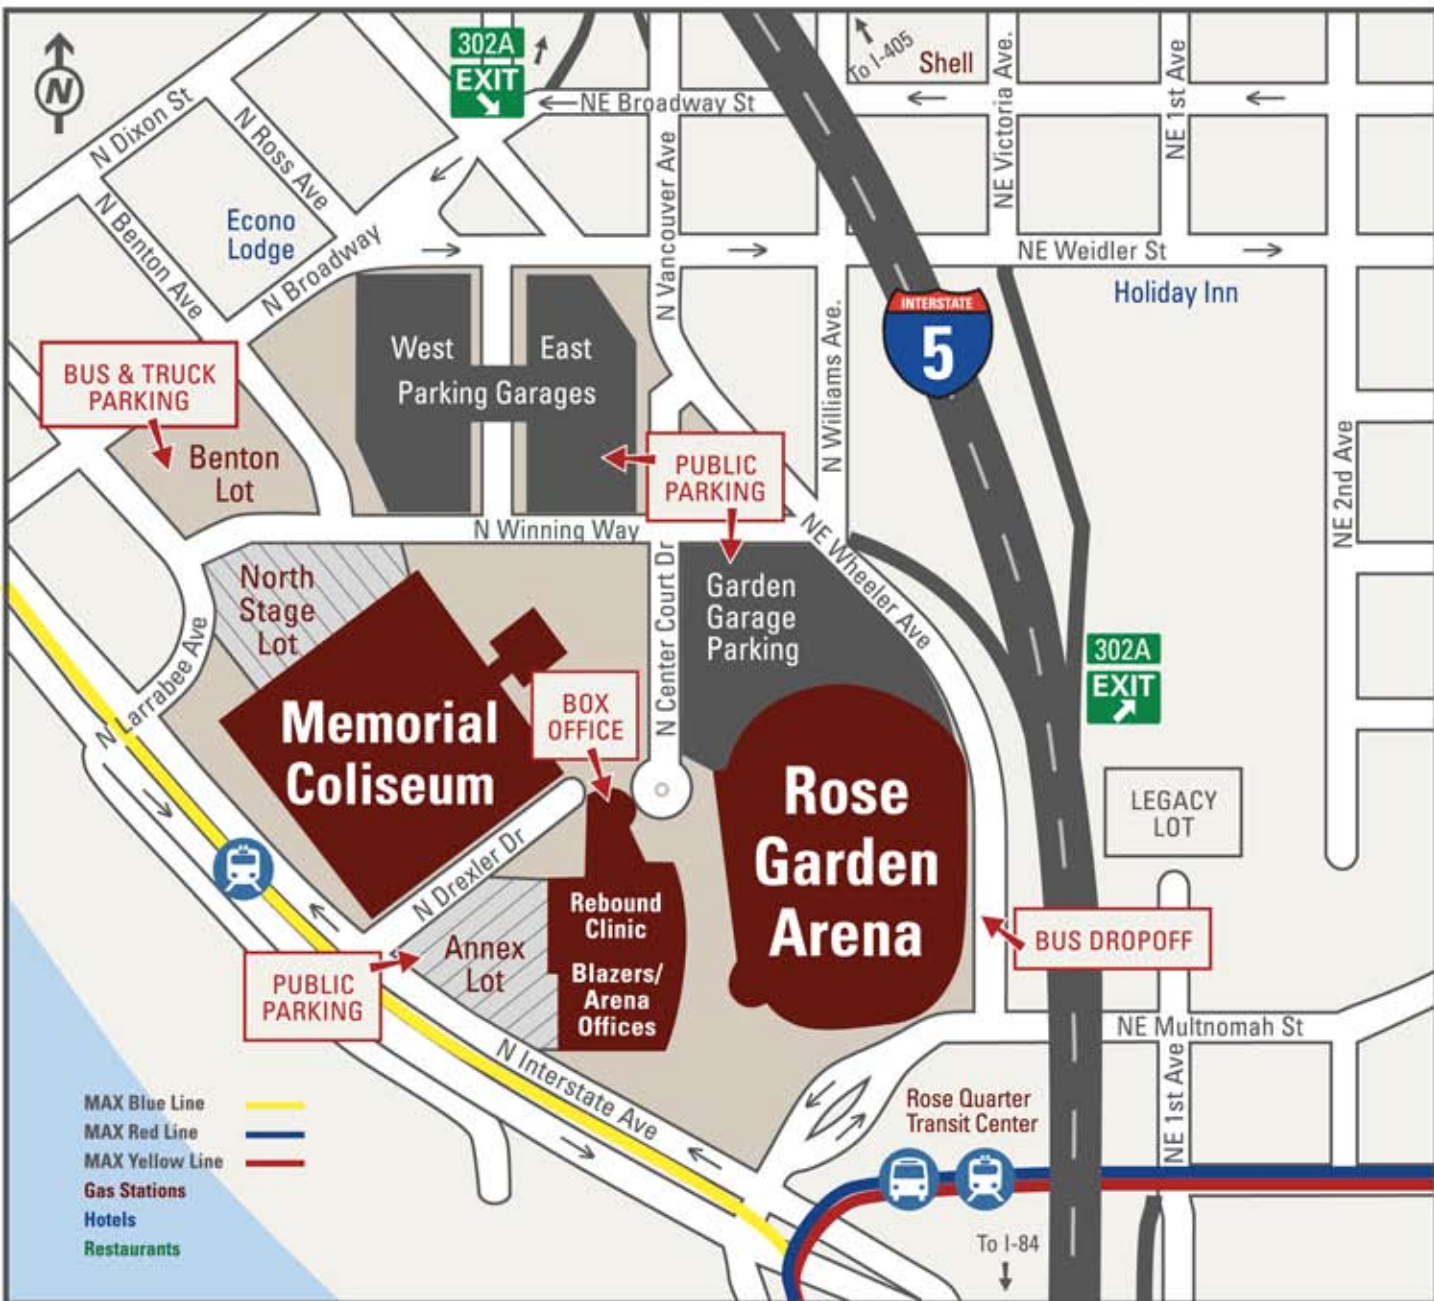 N
302A
EXIT
To I-405
Shell
NE Victoria Ave.
NE 1st Ave
NE Broadway St
N Dixon St
N Ross Ave
N Benton Ave
Econo
Lodge
N Broadway
N Vancouver Ave
NE Weidler St
Holiday Inn
INTERSTATE
5
West
East
Parking Garages
N Williams Ave.
BUS & TRUCK
PARKING
Benton
Lot
PUBLIC
PARKING
NE 2nd Ave
N Winning Way
NE Wheeler Ave
North
Stage
Lot
N Center Court Dr
Garden
Garage
Parking
N Larrabee Ave
302A
EXIT
BOX
OFFICE
Memorial
Coliseum
Rose
Garden
Arena
LEGACY
LOT
N Drexler Dr
Rebound
Clinic
Blazers/
Arena
Offices
Annex
Lot
BUS DROPOFF
PUBLIC
PARKING
NE Multnomah St
N Interstate Ave
NE 1st Ave
Rose Quarter
Transit Center
To I-84
MAX Blue Line
MAX Red Line
MAX Yellow Line
Gas Stations
Hotels
Restaurants